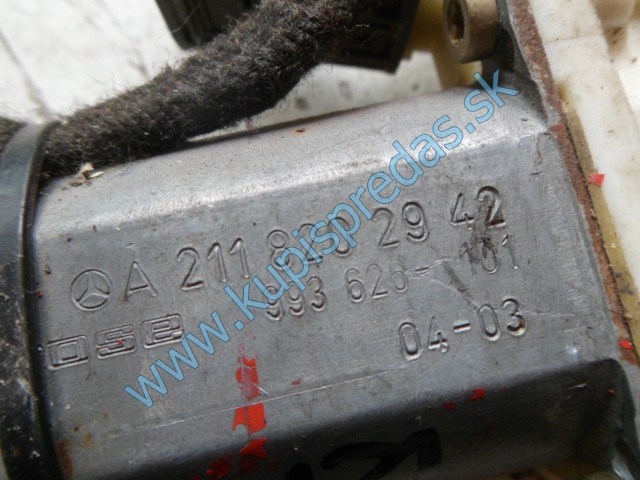 A 211 820 29 42
993 626-101
04-03
www.kupispredas.sk